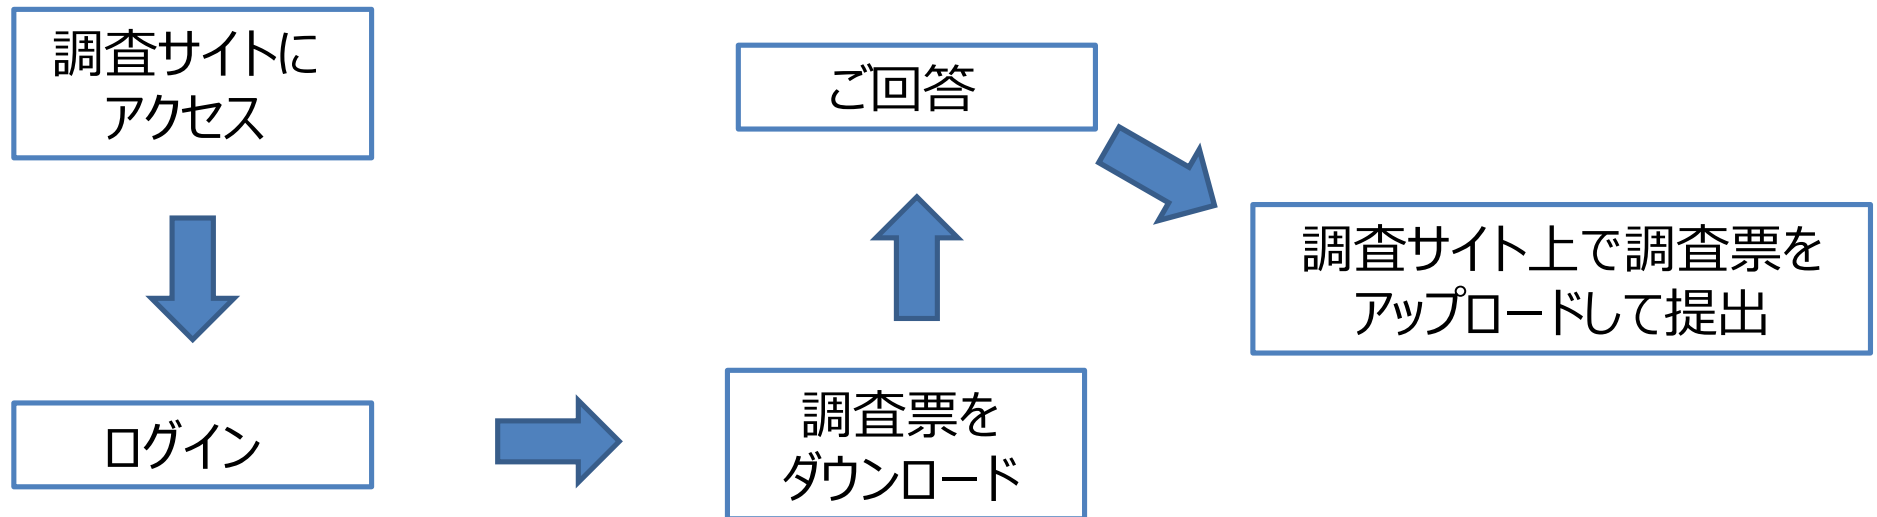 調査サイトに
アクセス
ログイン
調査票を
ダウンロード
ご回答
調査サイト上で調査票を
アップロードして提出